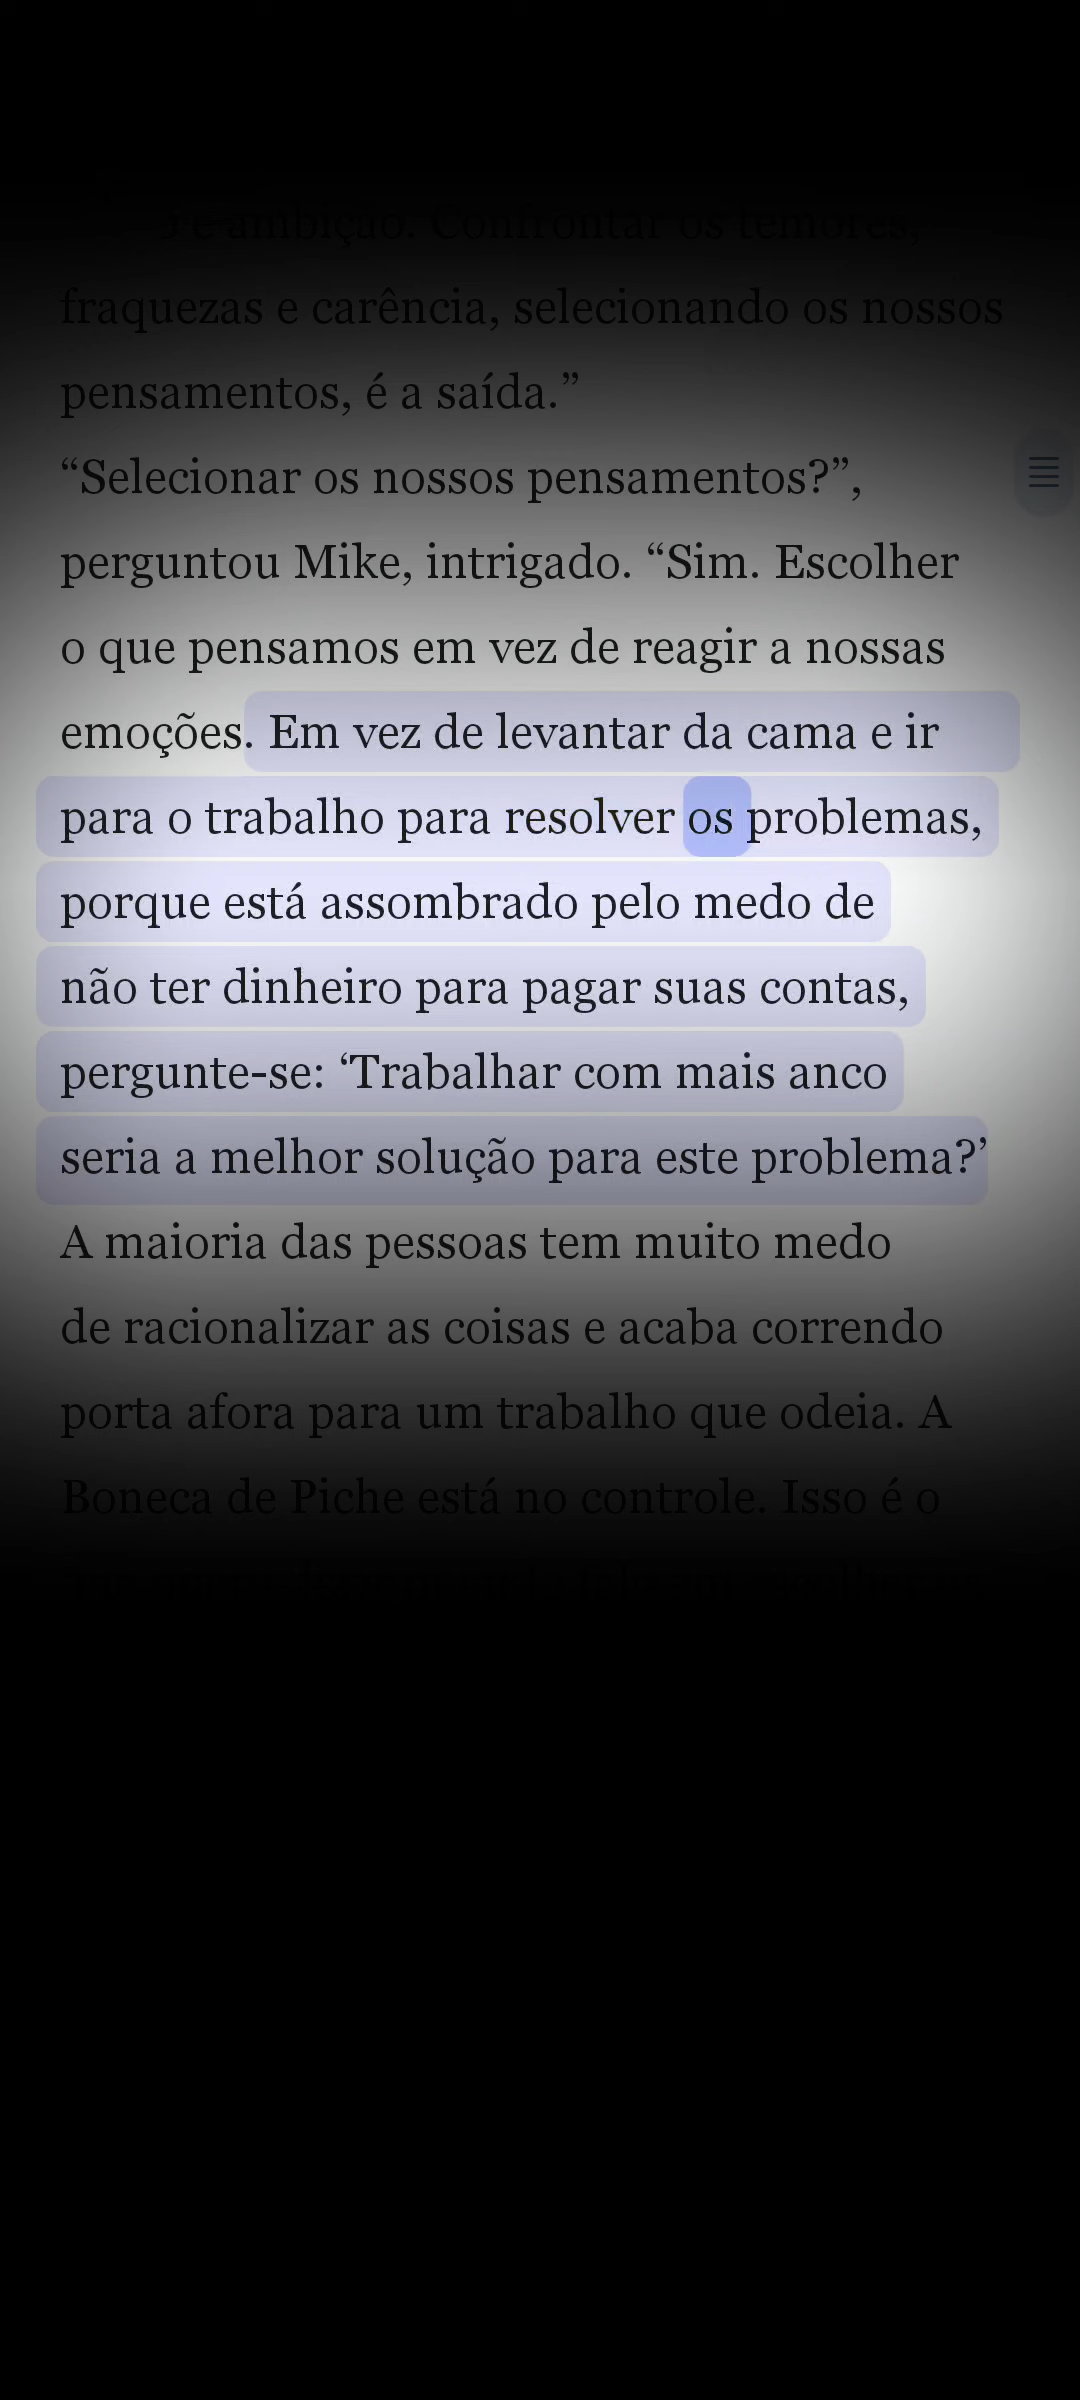 e ambição. Confrontar os temores,
fraquezas e carência, selecionando os nossos
pensamentos, é a saída.”
“Selecionar os nossos pensamentos?”,
perguntou Mike, intrigado. “Sim. Escolher
o que pensamos em vez de reagir a nossas
emoções. Em vez de levantar da cama e ir
para o trabalho para resolver os problemas,
porque está assombrado pelo medo de
não ter dinheiro para pagar suas contas,
pergunte-se: ‘Trabalhar com mais anco
seria a melhor solução para este problema?’
A maioria das pessoas tem muito medo
de racionalizar as coisas e acaba correndo
porta afora para um trabalho que odeia. A
Boneca de Piche está no controle. Isso é o